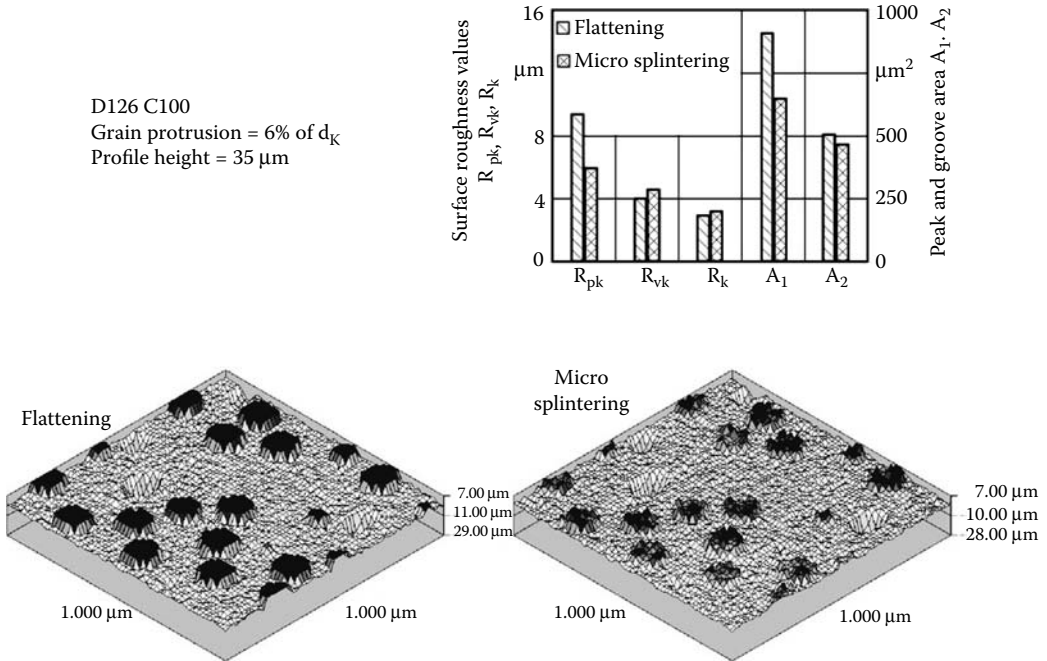 D126 C100
Grain protrusion = 6% of d_K
Profile height = 35 μm
Surface roughness values
R_pk, R_vk, R_k
16
μm
8
4
0
Flattening
Micro splintering
R_pk
R_vk
R_k
A_1
A_2
1000
μm²
500
250
0
Peak and groove area A_1. A_2
Flattening
7.00 μm
11.00 μm
29.00 μm
1.000 μm
1.000 μm
Micro
splintering
7.00 μm
10.00 μm
28.00 μm
1.000 μm
1.000 μm